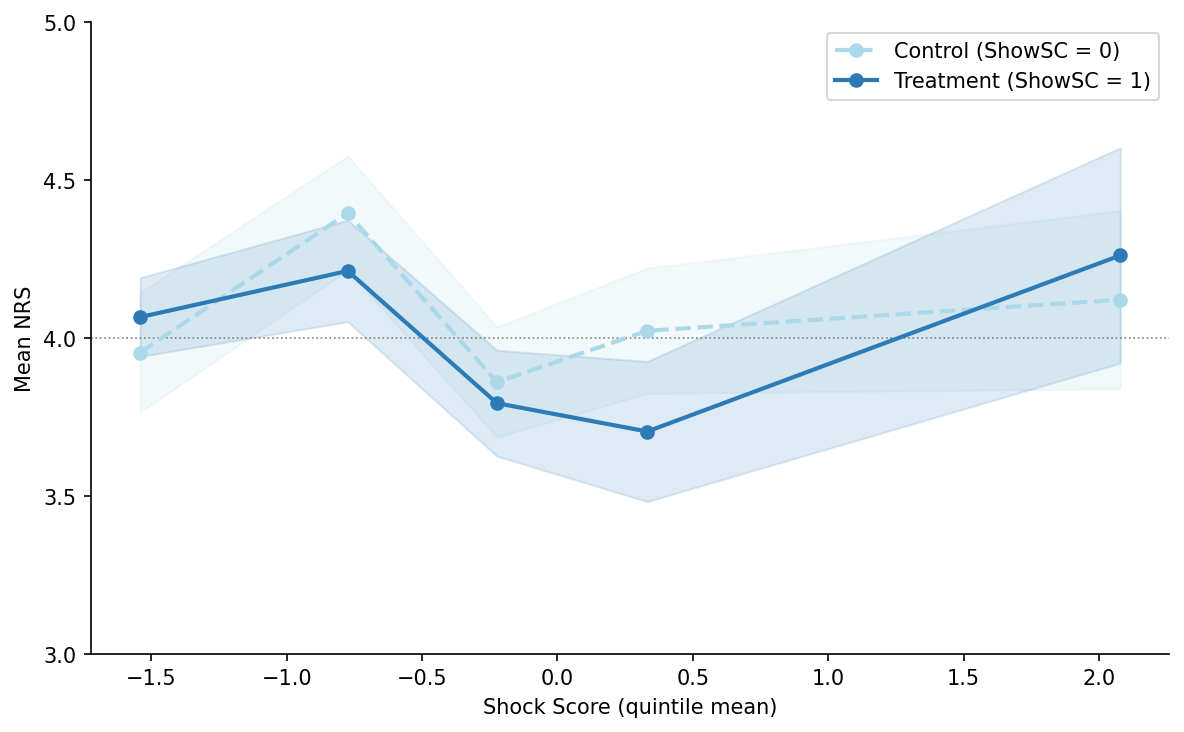 5.0
4.5
4.0
3.5
3.0
Mean NRS
Control (ShowSC = 0)
Treatment (ShowSC = 1)
−1.5 −1.0 −0.5 0.0 0.5 1.0 1.5 2.0
Shock Score (quintile mean)